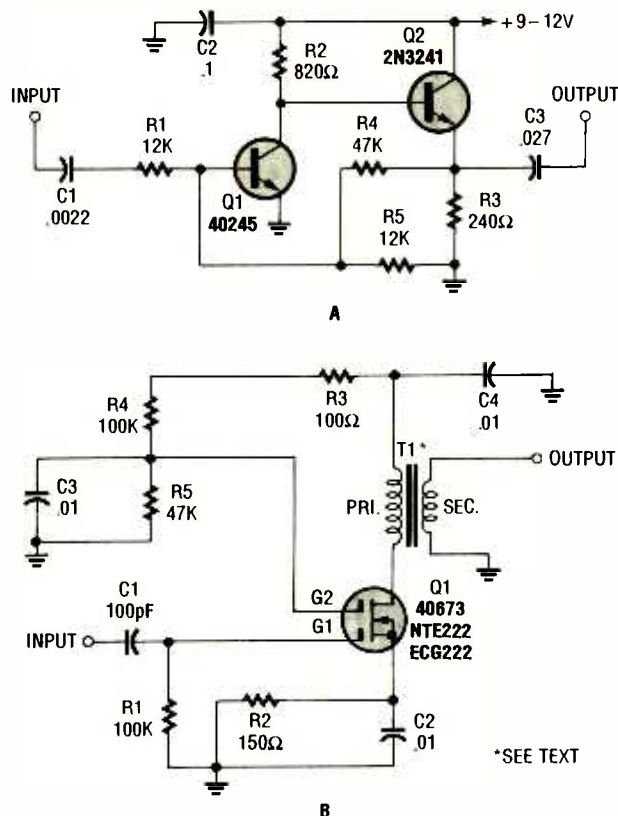 +9–12V
C2
.1
R2
820Ω
Q2
2N3241
INPUT
OUTPUT
R1
12K
R4
47K
C3
.027
C1
.0022
Q1
40245
R5
12K
R3
240Ω
A
R4
100K
R3
100Ω
C4
.01
T1*
OUTPUT
C3
.01
R5
47K
PRI.
SEC.
C1
100pF
G2
G1
Q1
40673
NTE222
ECG222
INPUT
R1
100K
R2
150Ω
C2
.01
*SEE TEXT
B